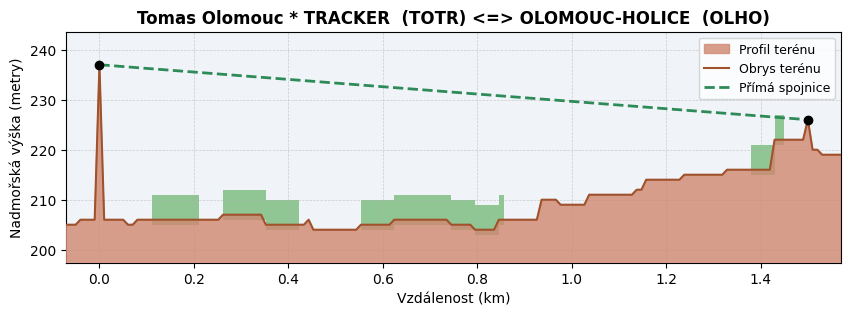 Tomas Olomouc * TRACKER (TOTR) <=> OLOMOUC-HOLICE (OLHO)
Nadmořská výška (metry)
240
230
220
210
200
Profil terénu
Obrys terénu
Přímá spojnice
0.0 0.2 0.4 0.6 0.8 1.0 1.2 1.4
Vzdálenost (km)